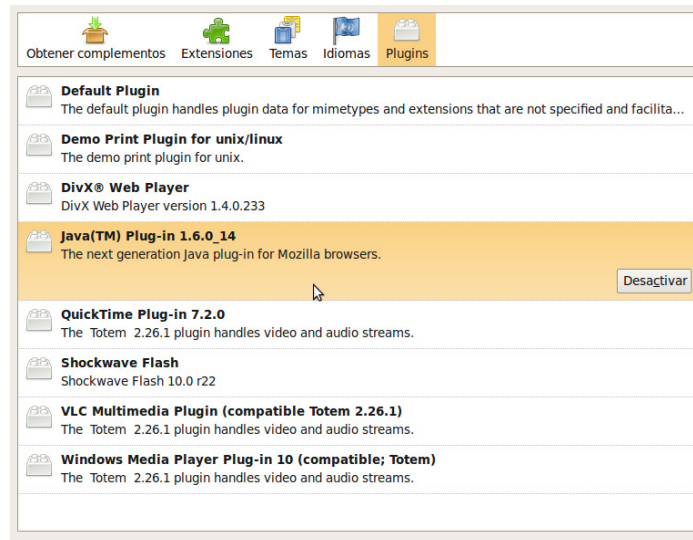 Obtener complementos Extensiones Temas Idiomas Plugins
Default Plugin
The default plugin handles plugin data for mimetypes and extensions that are not specified and facilita...
Demo Print Plugin for unix/linux
The demo print plugin for unix.
DivX® Web Player
DivX Web Player version 1.4.0.233
Java(TM) Plug-in 1.6.0_14
The next generation Java plug-in for Mozilla browsers.
Desactivar
QuickTime Plug-in 7.2.0
The Totem 2.26.1 plugin handles video and audio streams.
Shockwave Flash
Shockwave Flash 10.0 r22
VLC Multimedia Plugin (compatible Totem 2.26.1)
The Totem 2.26.1 plugin handles video and audio streams.
Windows Media Player Plug-in 10 (compatible; Totem)
The Totem 2.26.1 plugin handles video and audio streams.